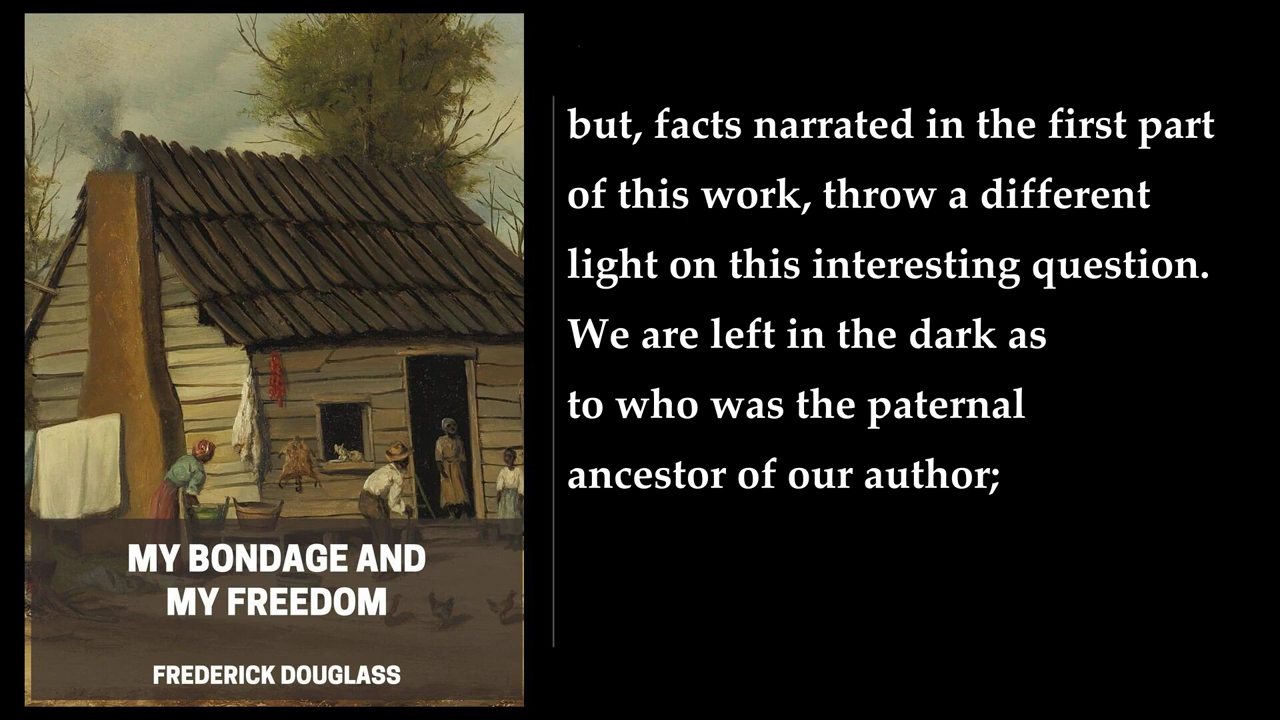 MY BONDAGE AND
MY FREEDOM
FREDERICK DOUGLASS
but, facts narrated in the first part
of this work, throw a different
light on this interesting question.
We are left in the dark as
to who was the paternal
ancestor of our author;